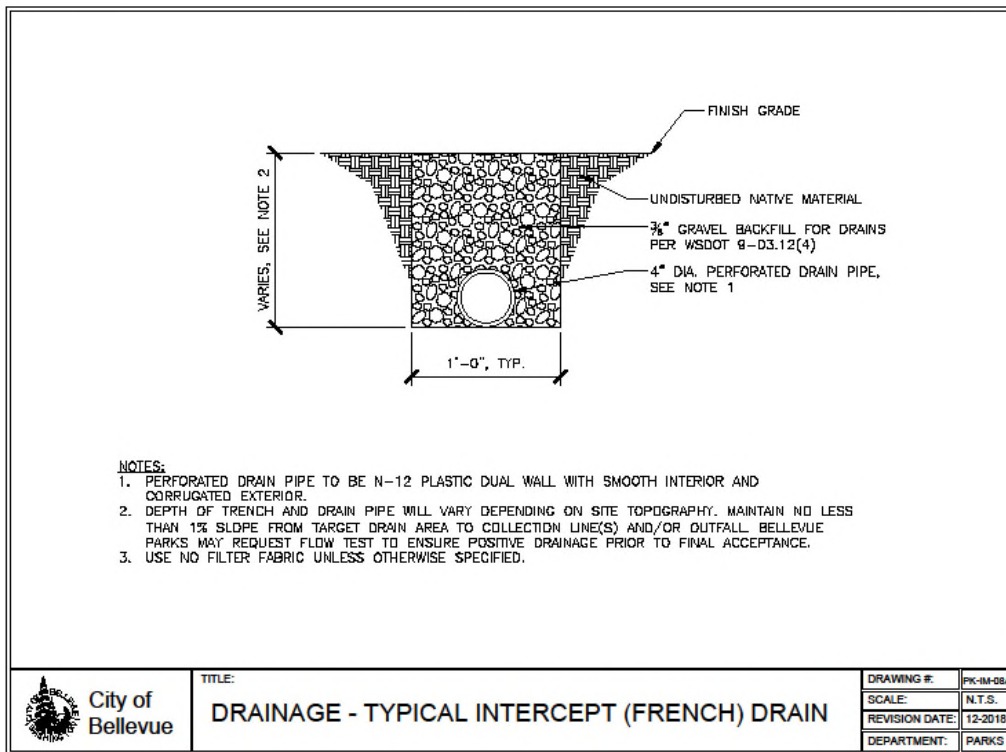 FINISH GRADE
VARIES, SEE NOTE 2
UNDISTURBED NATIVE MATERIAL
GRAVEL BACKFILL FOR DRAINS
PER WSDOT 9-03.12(4)
4" DIA. PERFORATED DRAIN PIPE,
SEE NOTE 1
1'-0", TYP.
NOTES:
1. PERFORATED DRAIN PIPE TO BE N-12 PLASTIC DUAL WALL WITH SMOOTH INTERIOR AND
CORRUGATED EXTERIOR.
2. DEPTH OF TRENCH AND DRAIN PIPE WILL VARY DEPENDING ON SITE TOPOGRAPHY. MAINTAIN NO LESS
THAN 1% SLOPE FROM TARGET DRAIN AREA TO COLLECTION LINE(S) AND/OR OUTFALL. BELLEVUE
PARKS MAY REQUEST FLOW TEST TO ENSURE POSITIVE DRAINAGE PRIOR TO FINAL ACCEPTANCE.
3. USE NO FILTER FABRIC UNLESS OTHERWISE SPECIFIED.
City of
Bellevue
TITLE:
DRAINAGE - TYPICAL INTERCEPT (FRENCH) DRAIN
DRAWING #:
SCALE: N.T.S.
REVISION DATE: 12-2018
DEPARTMENT: PARKS